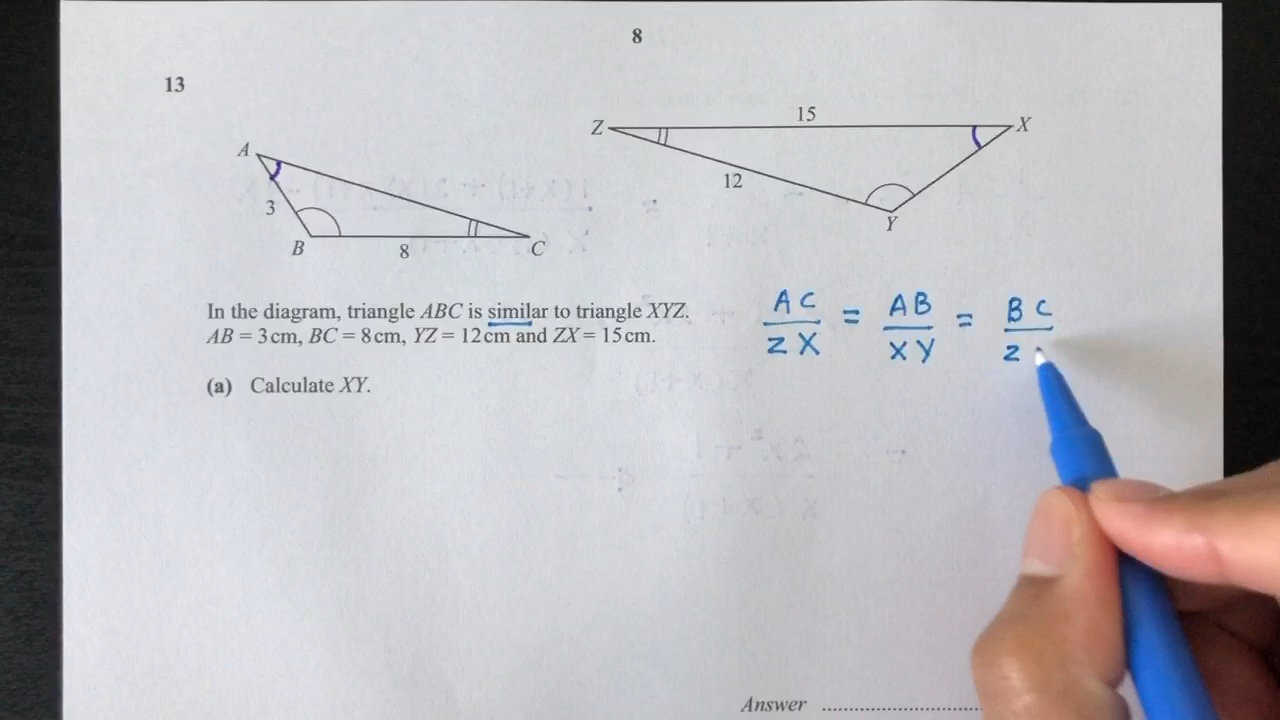 8
13
A
3
B
8
C
Z
15
X
12
Y
In the diagram, triangle ABC is similar to triangle XYZ.
AB = 3 cm, BC = 8 cm, YZ = 12 cm and ZX = 15 cm.
(a) Calculate XY.
AC = AB = BC
ZX XY Z
Answer ..............................